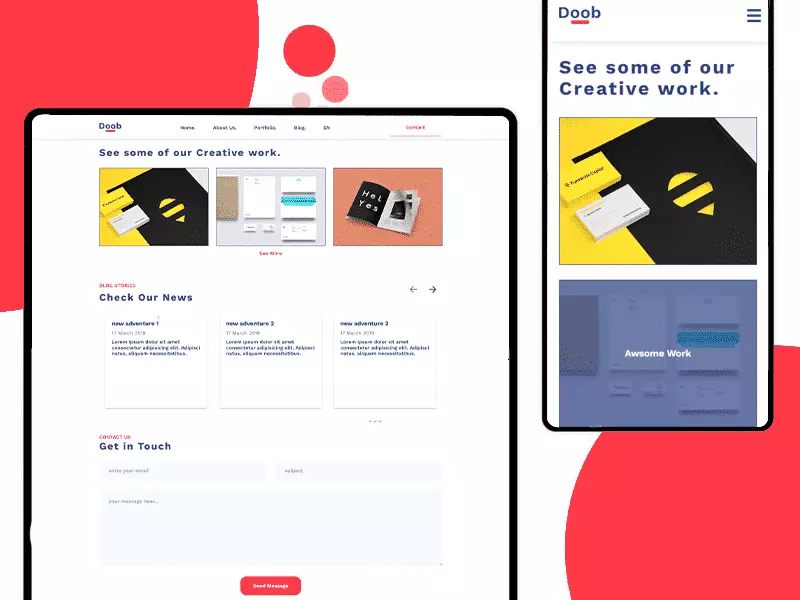 Doob
Home. About Us. Portfolio. Blog. EN contact
See some of our Creative work.
Hel
Yes
See More
BLOG STORIES
Check Our News
new adventure 1
17 March 2019
Lorem ipsum dolor sit amet
consectetur adipisicing elit. Adipisci
natus, aliquam necessitatibus.
new adventure 2
17 March 2019
Lorem ipsum dolor sit amet
consectetur adipisicing elit. Adipisci
natus, aliquam necessitatibus.
new adventure 3
17 March 2019
Lorem ipsum dolor sit amet
consectetur adipisicing elit. Adipisci
natus, aliquam necessitatibus.
CONTACT US
Get in Touch
enter your email
subject
your message hear...
Send Message
Doob
See some of our
Creative work.
Awsome Work